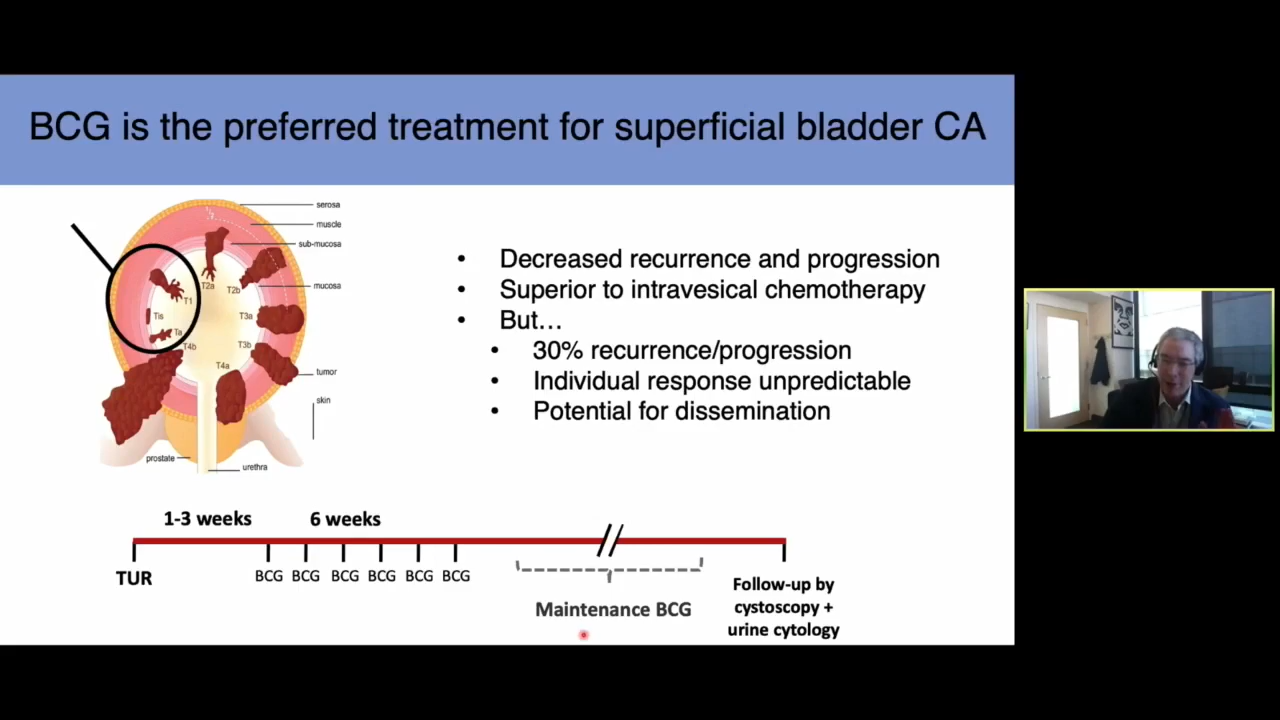 BCG is the preferred treatment for superficial bladder CA
serosa
muscle
sub-mucosa
mucosa
T1
T2a
T2b
Tis
T3a
Ta
T4b
T3b
T4a
tumor
skin
prostate
urethra
• Decreased recurrence and progression
• Superior to intravesical chemotherapy
• But…
• 30% recurrence/progression
• Individual response unpredictable
• Potential for dissemination
1-3 weeks
6 weeks
TUR
BCG BCG BCG BCG BCG BCG
Maintenance BCG
Follow-up by
cystoscopy +
urine cytology